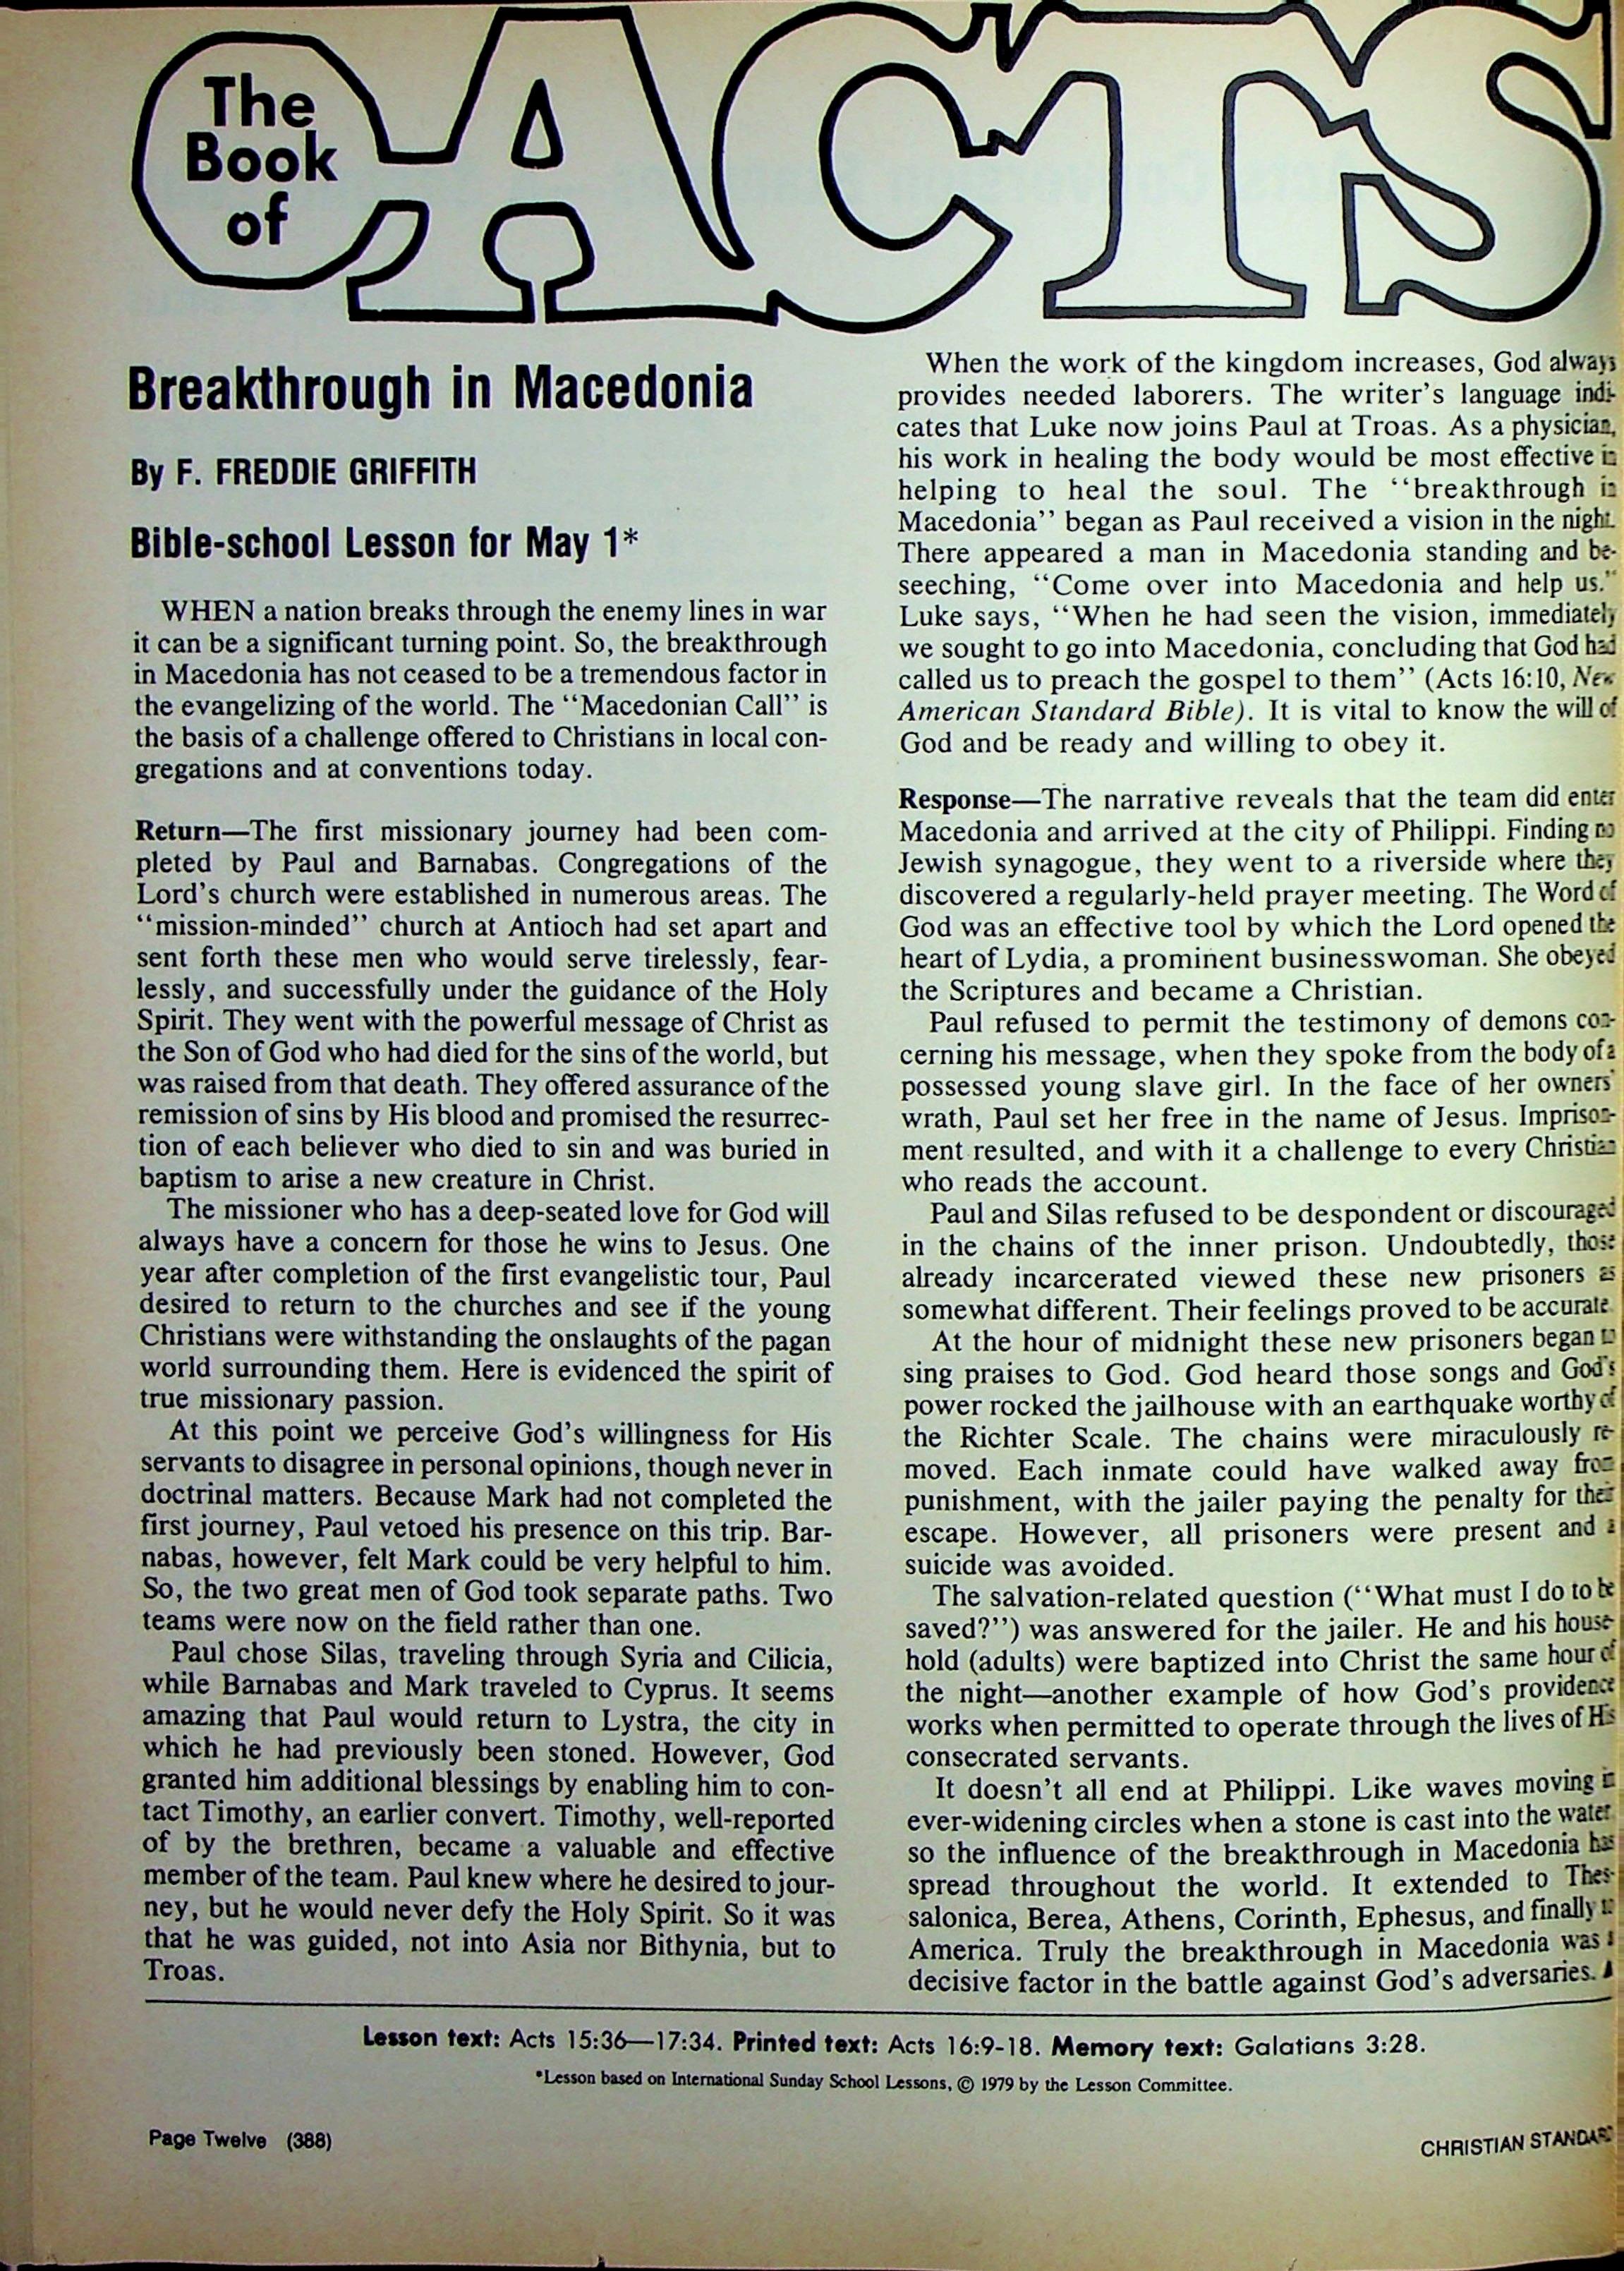 The
Book
of
ACTS
Breakthrough in Macedonia
By F. FREDDIE GRIFFITH
Bible-school Lesson for May 1*
WHEN a nation breaks through the enemy lines in war
it can be a significant turning point. So, the breakthrough
in Macedonia has not ceased to be a tremendous factor in
the evangelizing of the world. The ‘‘Macedonian Call’’ is
the basis of a challenge offered to Christians in local con-
gregations and at conventions today.
Return—The first missionary journey had been com-
pleted by Paul and Barnabas. Congregations of the
Lord's church were established in numerous areas. The
‘‘mission-minded’’ church at Antioch had set apart and
sent forth these men who would serve tirelessly, fear-
lessly, and successfully under the guidance of the Holy
Spirit. They went with the powerful message of Christ as
the Son of God who had died for the sins of the world, but
was raised from that death. They offered assurance of the
remission of sins by His blood and promised the resurrec-
tion of each believer who died to sin and was buried in
baptism to arise a new creature in Christ.
The missioner who has a deep-seated love for God will
always have a concern for those he wins to Jesus. One
year after completion of the first evangelistic tour, Paul
desired to return to the churches and see if the young
Christians were withstanding the onslaughts of the pagan
world surrounding them. Here is evidenced the spirit of
true missionary passion.
At this point we perceive God's willingness for His
servants to disagree in personal opinions, though never in
doctrinal matters. Because Mark had not completed the
first journey, Paul vetoed his presence on this trip. Bar-
nabas, however, felt Mark could be very helpful to him.
So, the two great men of God took separate paths. Two
teams were now on the field rather than one.
Paul chose Silas, traveling through Syria and Cilicia,
while Barnabas and Mark traveled to Cyprus. It seems
amazing that Paul would return to Lystra, the city in
which he had previously been stoned. However, God
granted him additional blessings by enabling him to con-
tact Timothy, an earlier convert. Timothy, well-reported
of by the brethren, became a valuable and effective
member of the team. Paul knew where he desired to jour-
ney, but he would never defy the Holy Spirit. So it was
that he was guided, not into Asia nor Bithynia, but to
Troas.
When the work of the kingdom increases, God always
provides needed laborers. The writer's language indi-
cates that Luke now joins Paul at Troas. As a physician,
his work in healing the body would be most effective in
helping to heal the soul. The ‘‘breakthrough in
Macedonia’’ began as Paul received a vision in the night.
There appeared a man in Macedonia standing and be-
seeching, ‘‘Come over into Macedonia and help us.’’
Luke says, ‘‘When he had seen the vision, immediately
we sought to go into Macedonia, concluding that God had
called us to preach the gospel to them’’ (Acts 16:10, New
American Standard Bible). It is vital to know the will of
God and be ready and willing to obey it.
Response—The narrative reveals that the team did enter
Macedonia and arrived at the city of Philippi. Finding no
Jewish synagogue, they went to a riverside where they
discovered a regularly-held prayer meeting. The Word of
God was an effective tool by which the Lord opened the
heart of Lydia, a prominent businesswoman. She obeyed
the Scriptures and became a Christian.
Paul refused to permit the testimony of demons con-
cerning his message, when they spoke from the body of a
possessed young slave girl. In the face of her owners'
wrath, Paul set her free in the name of Jesus. Imprison-
ment resulted, and with it a challenge to every Christian
who reads the account.
Paul and Silas refused to be despondent or discouraged
in the chains of the inner prison. Undoubtedly, those
already incarcerated viewed these new prisoners as
somewhat different. Their feelings proved to be accurate.
At the hour of midnight these new prisoners began to
sing praises to God. God heard those songs and God's
power rocked the jailhouse with an earthquake worthy of
the Richter Scale. The chains were miraculously re-
moved. Each inmate could have walked away from
punishment, with the jailer paying the penalty for their
escape. However, all prisoners were present and a
suicide was avoided.
The salvation-related question (‘‘What must I do to be
saved?’’) was answered for the jailer. He and his house-
hold (adults) were baptized into Christ the same hour of
the night—another example of how God's providence
works when permitted to operate through the lives of His
consecrated servants.
It doesn't all end at Philippi. Like waves moving in
ever-widening circles when a stone is cast into the water
so the influence of the breakthrough in Macedonia has
spread throughout the world. It extended to Thes-
salonica, Berea, Athens, Corinth, Ephesus, and finally to
America. Truly the breakthrough in Macedonia was a
decisive factor in the battle against God's adversaries.
Lesson text: Acts 15:36—17:34. Printed text: Acts 16:9-18. Memory text: Galatians 3:28.
*Lesson based on International Sunday School Lessons, © 1979 by the Lesson Committee.
Page Twelve (388)
CHRISTIAN STANDARD